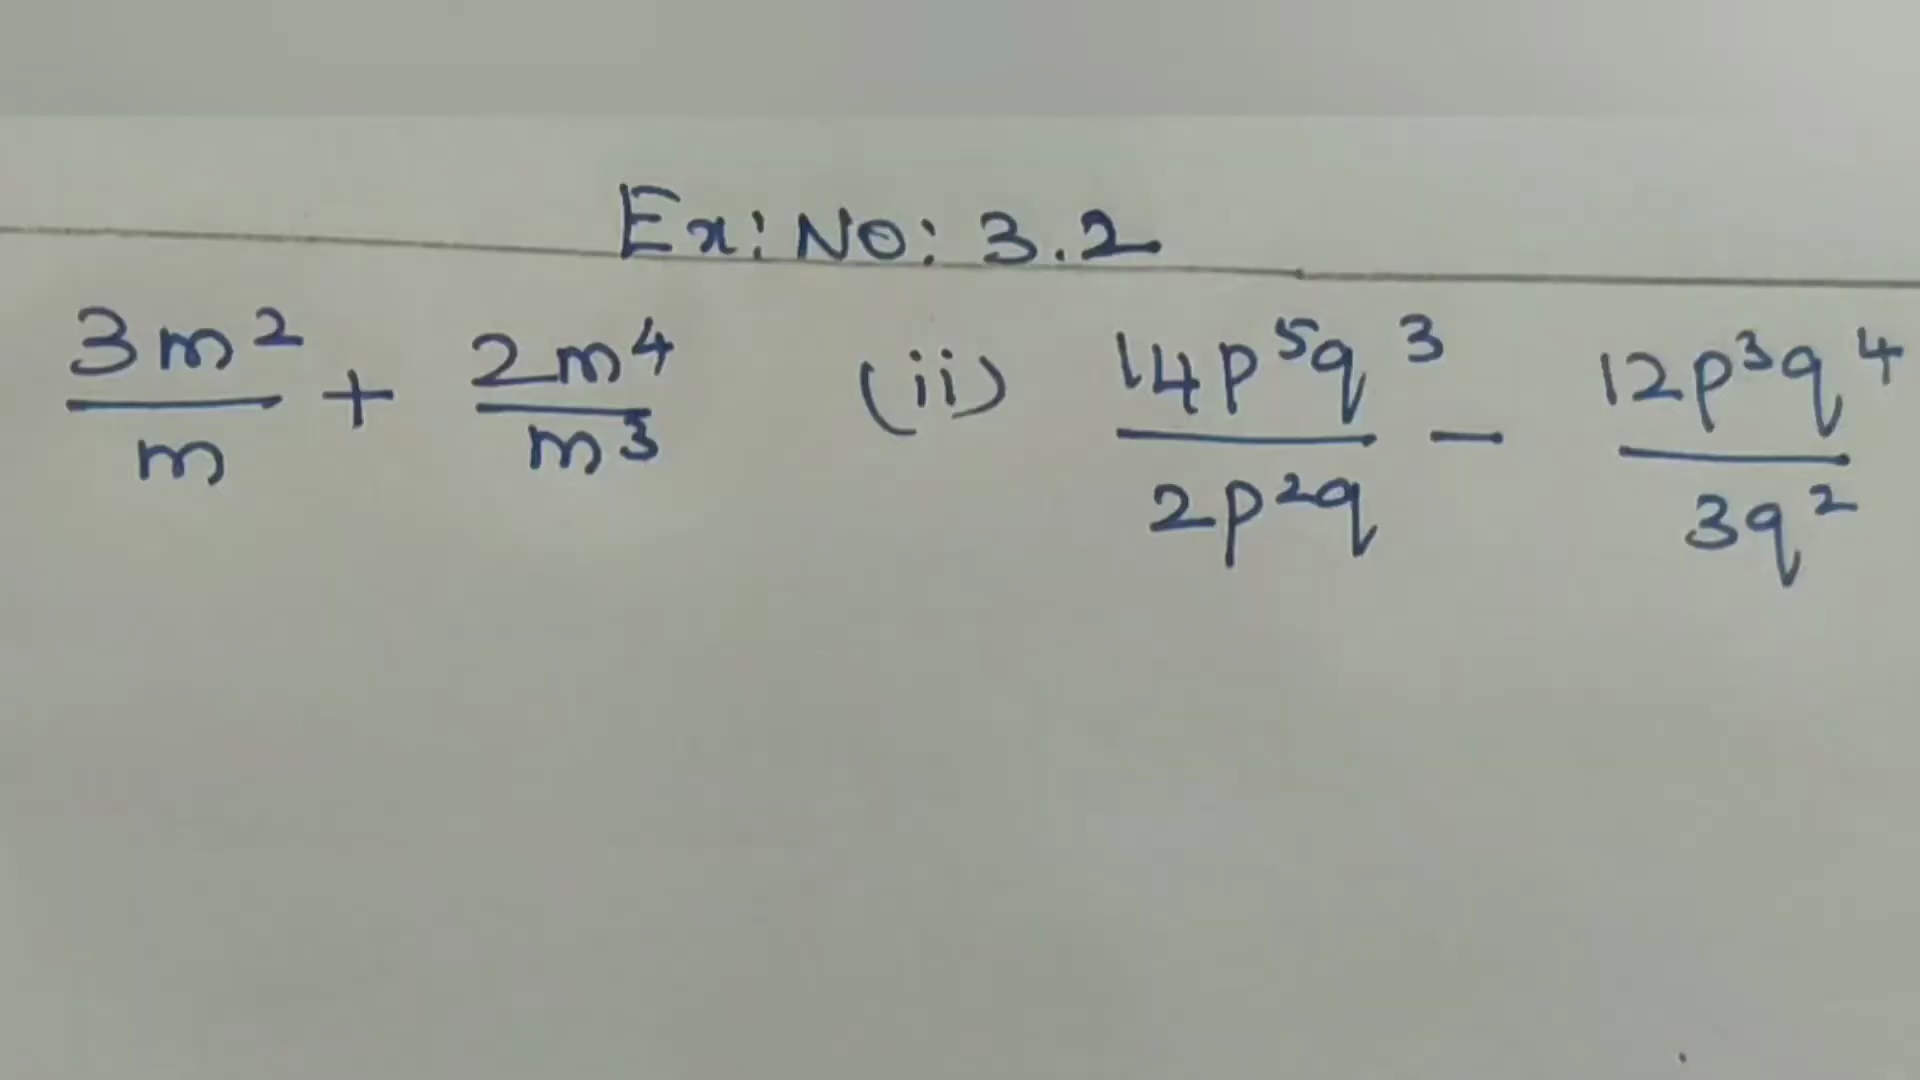 Ex: No: 3.2
3m²/m + 2m⁴/m³ (ii) 14p⁵q³/2p²q − 12p³q⁴/3q²